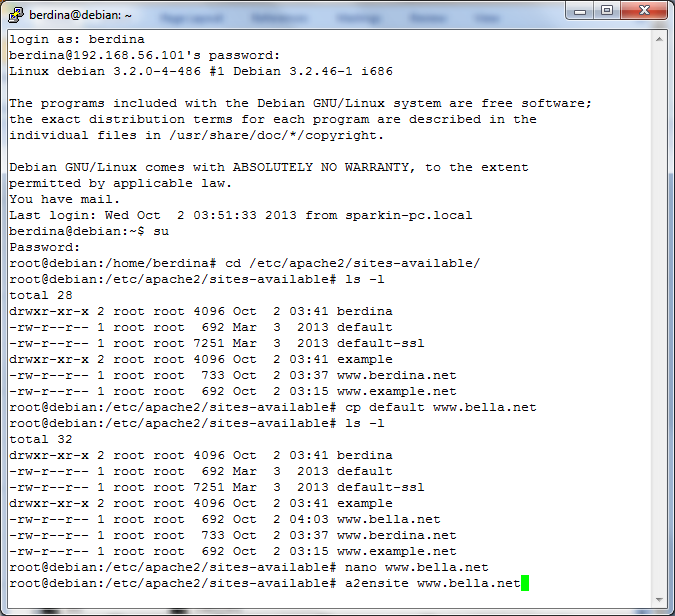 berdina@debian: ~
login as: berdina
berdina@192.168.56.101's password:
Linux debian 3.2.0-4-486 #1 Debian 3.2.46-1 i686
The programs included with the Debian GNU/Linux system are free software;
the exact distribution terms for each program are described in the
individual files in /usr/share/doc/*/copyright.
Debian GNU/Linux comes with ABSOLUTELY NO WARRANTY, to the extent
permitted by applicable law.
You have mail.
Last login: Wed Oct  2 03:51:33 2013 from sparkin-pc.local
berdina@debian:~$ su
Password:
root@debian:/home/berdina# cd /etc/apache2/sites-available/
root@debian:/etc/apache2/sites-available# ls -l
total 28
drwxr-xr-x 2 root root 4096 Oct  2 03:41 berdina
-rw-r--r-- 1 root root  692 Mar  3  2013 default
-rw-r--r-- 1 root root 7251 Mar  3  2013 default-ssl
drwxr-xr-x 2 root root 4096 Oct  2 03:41 example
-rw-r--r-- 1 root root  733 Oct  2 03:37 www.berdina.net
-rw-r--r-- 1 root root  692 Oct  2 03:15 www.example.net
root@debian:/etc/apache2/sites-available# cp default www.bella.net
root@debian:/etc/apache2/sites-available# ls -l
total 32
drwxr-xr-x 2 root root 4096 Oct  2 03:41 berdina
-rw-r--r-- 1 root root  692 Mar  3  2013 default
-rw-r--r-- 1 root root 7251 Mar  3  2013 default-ssl
drwxr-xr-x 2 root root 4096 Oct  2 03:41 example
-rw-r--r-- 1 root root  692 Oct  2 04:03 www.bella.net
-rw-r--r-- 1 root root  733 Oct  2 03:37 www.berdina.net
-rw-r--r-- 1 root root  692 Oct  2 03:15 www.example.net
root@debian:/etc/apache2/sites-available# nano www.bella.net
root@debian:/etc/apache2/sites-available# a2ensite www.bella.net